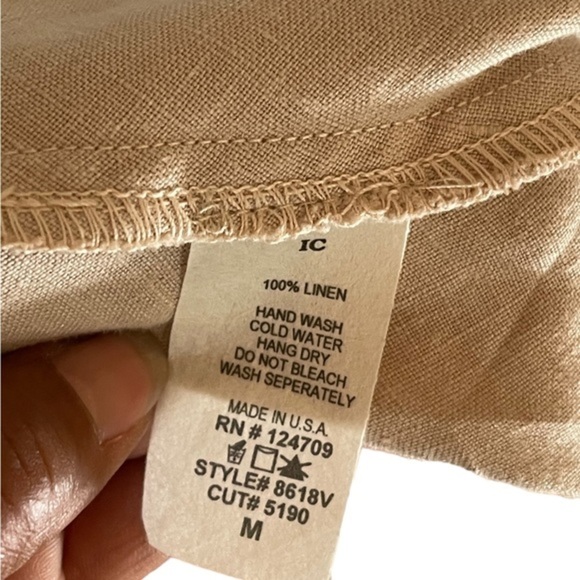 IC
100% LINEN
HAND WASH
COLD WATER
HANG DRY
DO NOT BLEACH
WASH SEPERATELY
MADE IN U.S.A.
RN # 124709
STYLE# 8618V
CUT# 5190
M